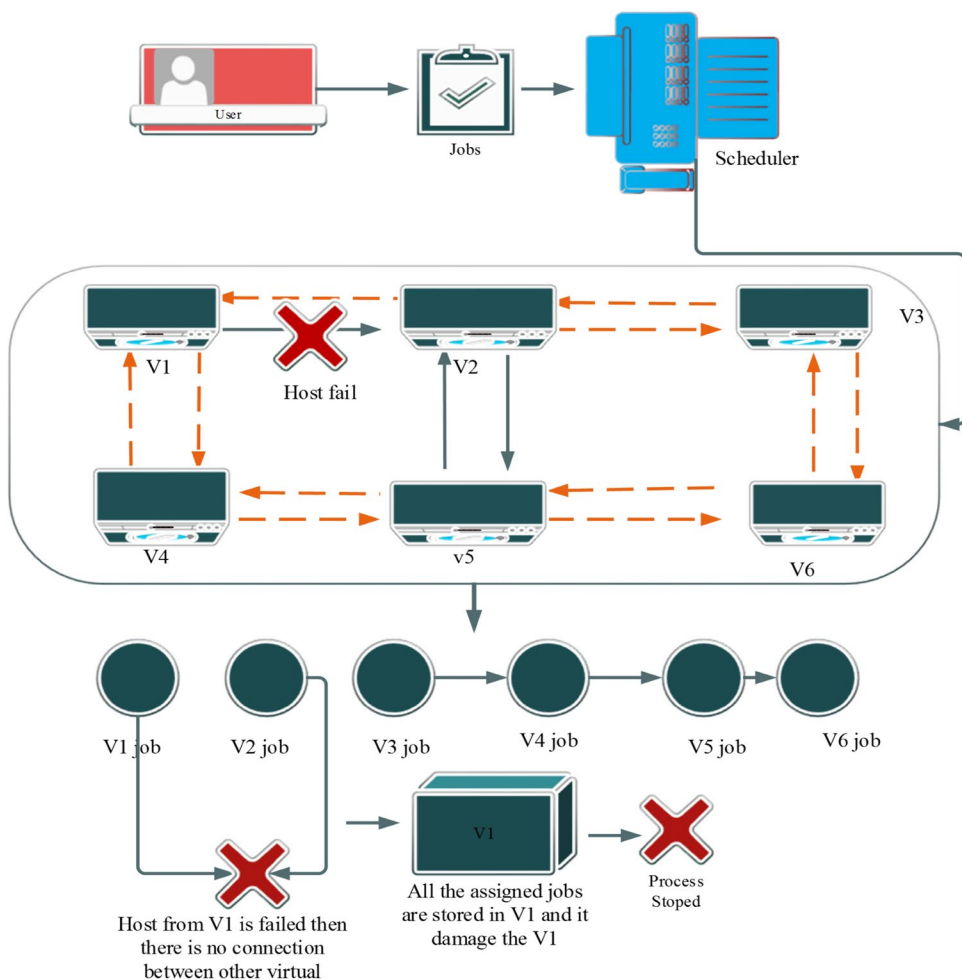 User
Jobs
Scheduler
V1
V2
V3
Host fail
V4
v5
V6
V1 job
V2 job
V3 job
V4 job
V5 job
V6 job
V1
Host from V1 is failed then
there is no connection
between other virtual
All the assigned jobs
are stored in V1 and it
damage the V1
Process
Stoped